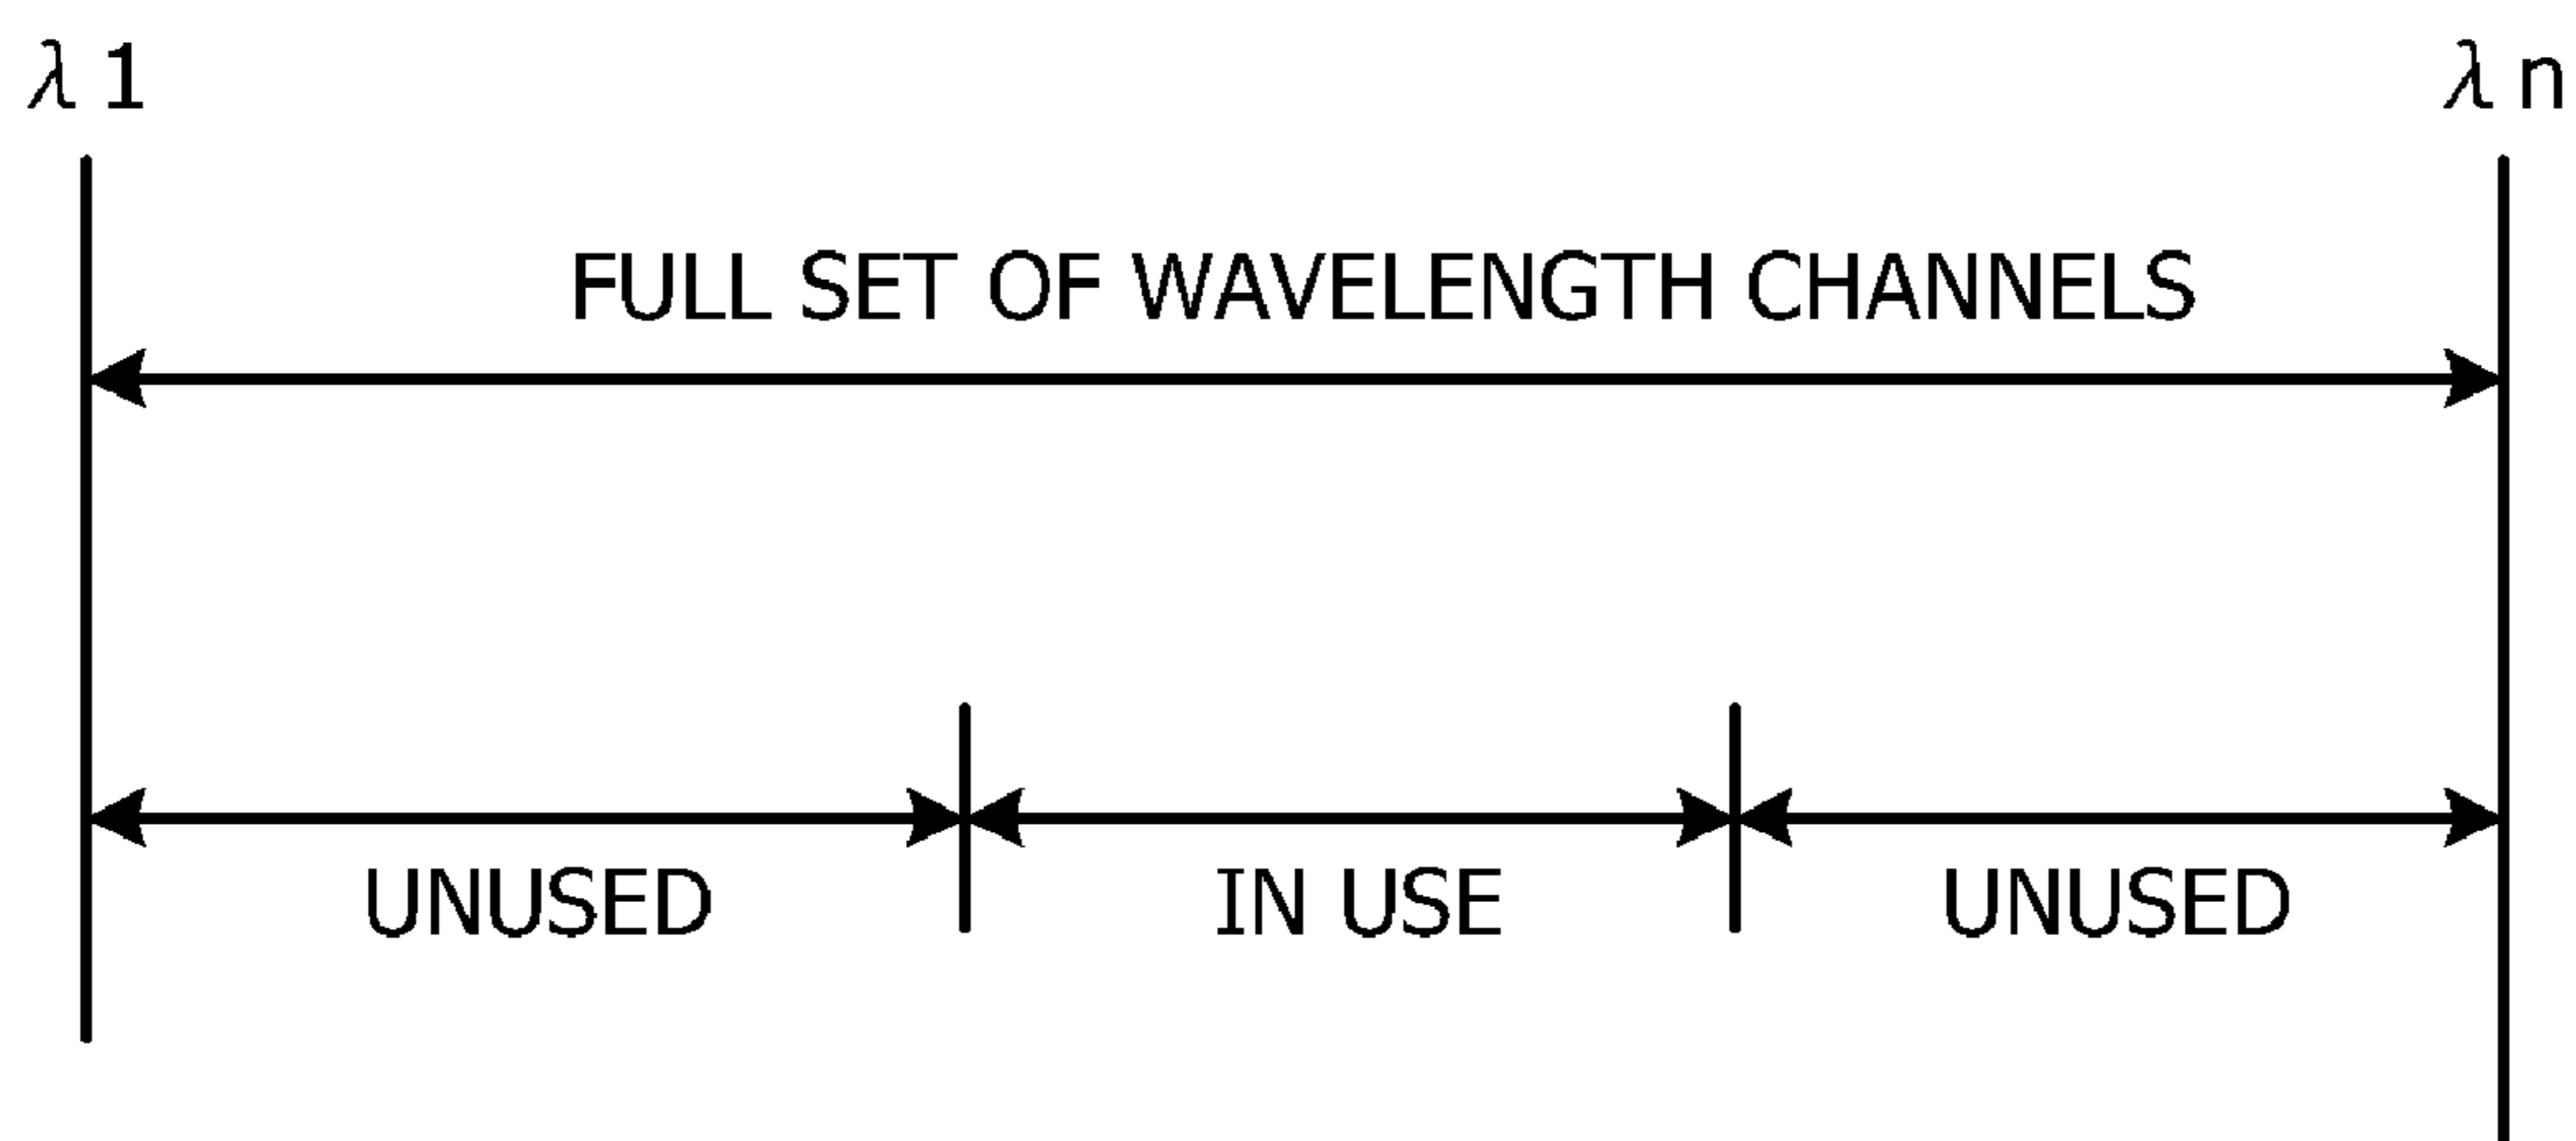 λ1 λn
FULL SET OF WAVELENGTH CHANNELS
UNUSED IN USE UNUSED